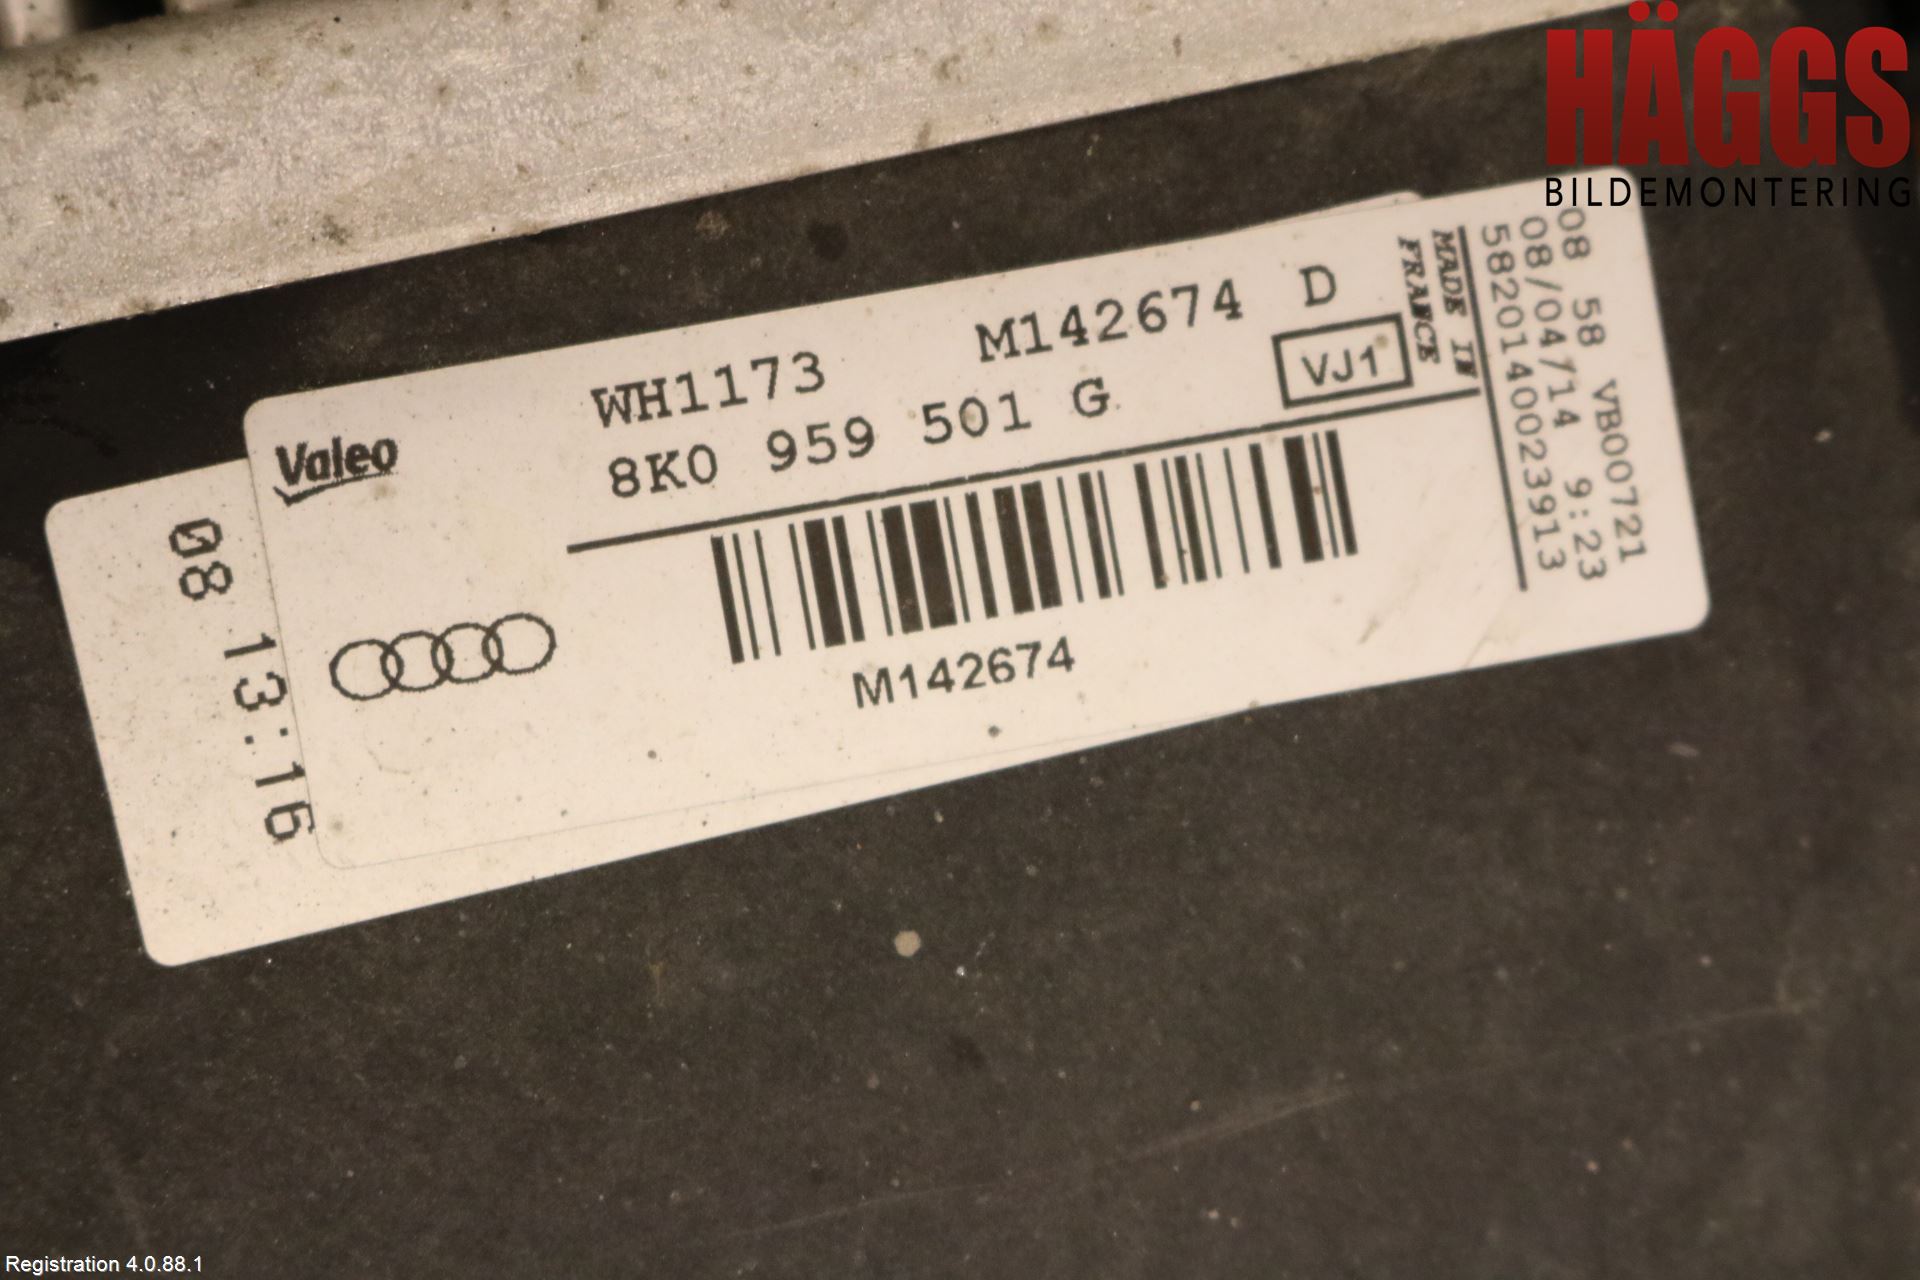 HÄGGS
BILDEMONTERING
Valeo
WH1173 M142674 D
8K0 959 501 G
VJ1
MADE IN
FRANCE
M142674
08 58 VB00721
08/04/14 9:23
5820140023913
08 13:16
Registration 4.0.88.1